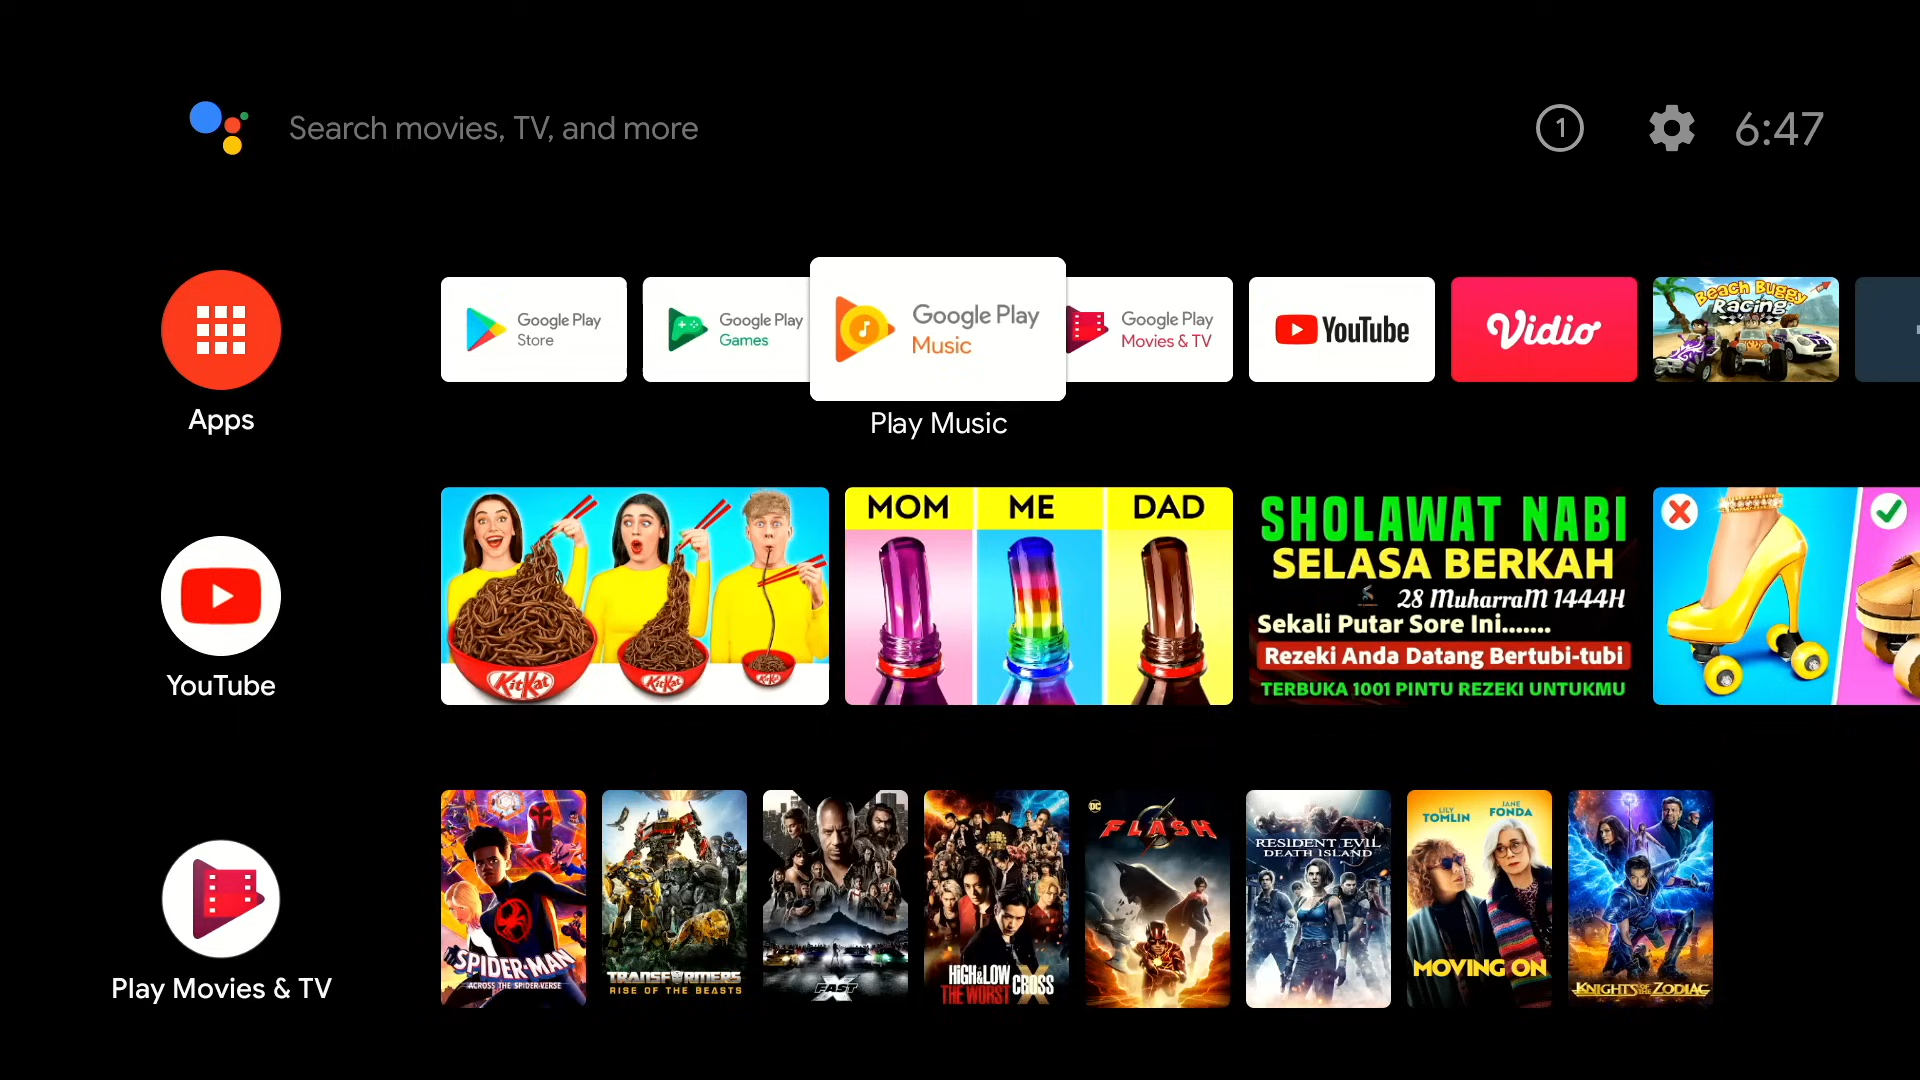 Search movies, TV, and more
1
6:47
Google Play
Store
Google Play
Games
Google Play
Music
Google Play
Movies & TV
YouTube
Vidio
Beach Buggy
Racing
Apps
Play Music
MOM
ME
DAD
KitKat
KitKat
KitKat
SHOLAWAT NABI
SELASA BERKAH
28 MuharraM 1444H
Sekali Putar Sore Ini.......
Rezeki Anda Datang Bertubi-tubi
TERBUKA 1001 PINTU REZEKI UNTUKMU
YouTube
SPIDER-MAN
ACROSS THE SPIDER-VERSE
TRANSFORMERS
RISE OF THE BEASTS
FAST X
HiGH&LOW
THE WORST CROSS
X
DC
FLASH
RESIDENT EVIL
DEATH ISLAND
LILY
TOMLIN
JANE
FONDA
MOVING ON
KNIGHTS OF THE ZODIAC
Play Movies & TV